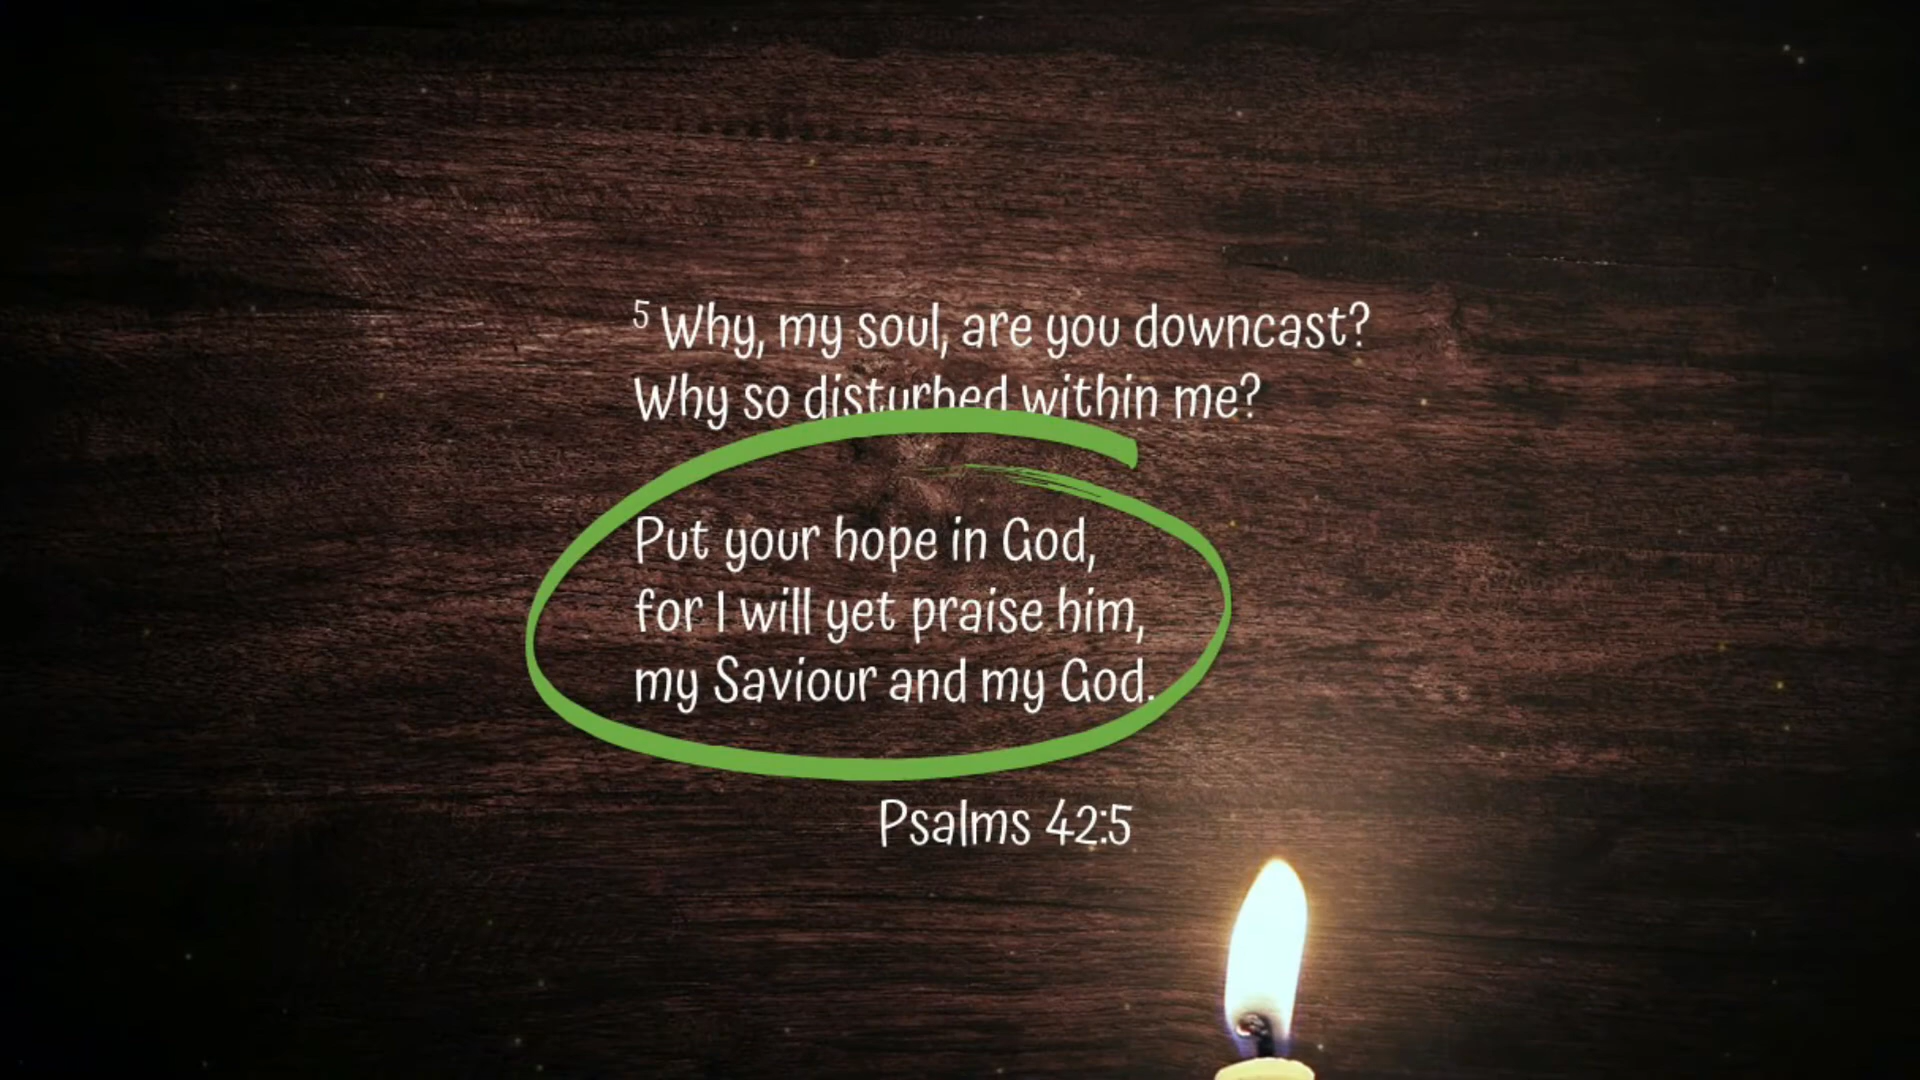 5 Why, my soul, are you downcast?
Why so disturbed within me?
Put your hope in God,
for I will yet praise him,
my Saviour and my God.
Psalms 42:5